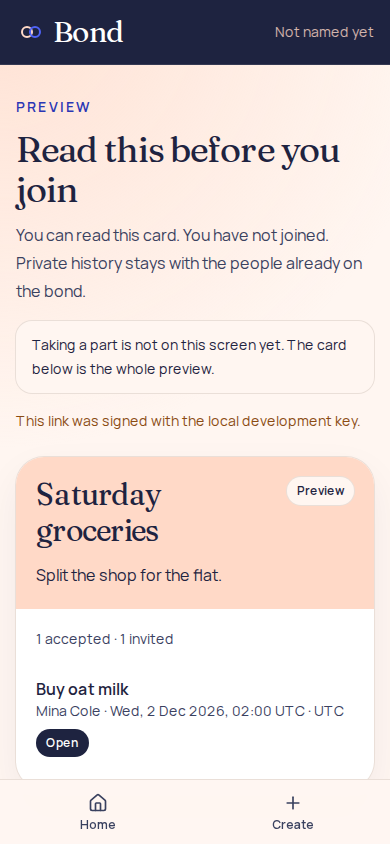 Bond
Not named yet
PREVIEW
Read this before you
join
You can read this card. You have not joined.
Private history stays with the people already on
the bond.
Taking a part is not on this screen yet. The card
below is the whole preview.
This link was signed with the local development key.
Saturday
groceries
Preview
Split the shop for the flat.
1 accepted · 1 invited
Buy oat milk
Mina Cole · Wed, 2 Dec 2026, 02:00 UTC · UTC
Open
Home
Create